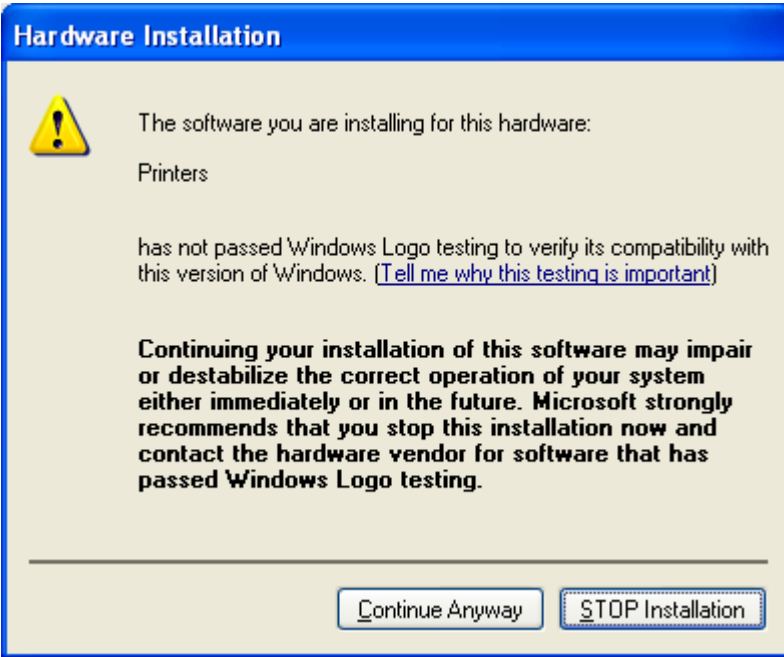 Hardware Installation
The software you are installing for this hardware:
Printers
has not passed Windows Logo testing to verify its compatibility with
this version of Windows. (Tell me why this testing is important)
Continuing your installation of this software may impair
or destabilize the correct operation of your system
either immediately or in the future. Microsoft strongly
recommends that you stop this installation now and
contact the hardware vendor for software that has
passed Windows Logo testing.
Continue Anyway
STOP Installation